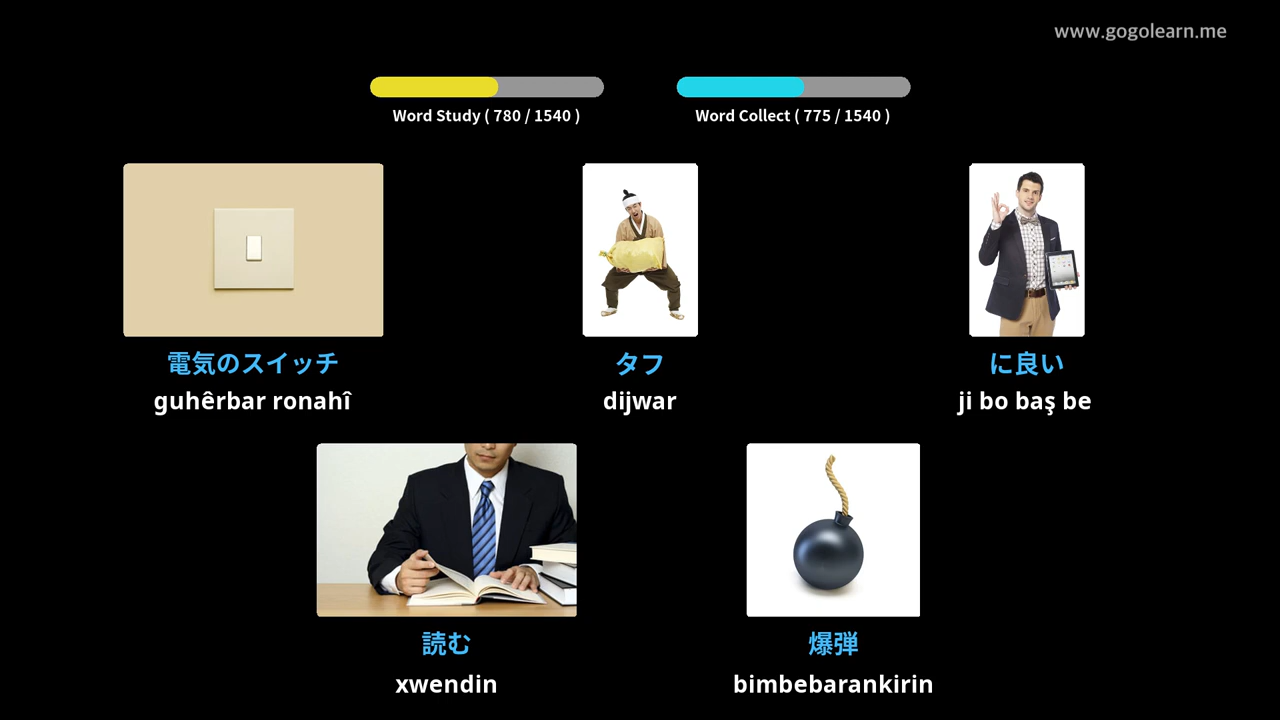 www.gogolearn.me
Word Study ( 780 / 1540 )
Word Collect ( 775 / 1540 )
電気のスイッチ
guhêrbar ronahî
タフ
dijwar
に良い
ji bo baş be
読む
xwendin
爆弾
bimbebarankirin